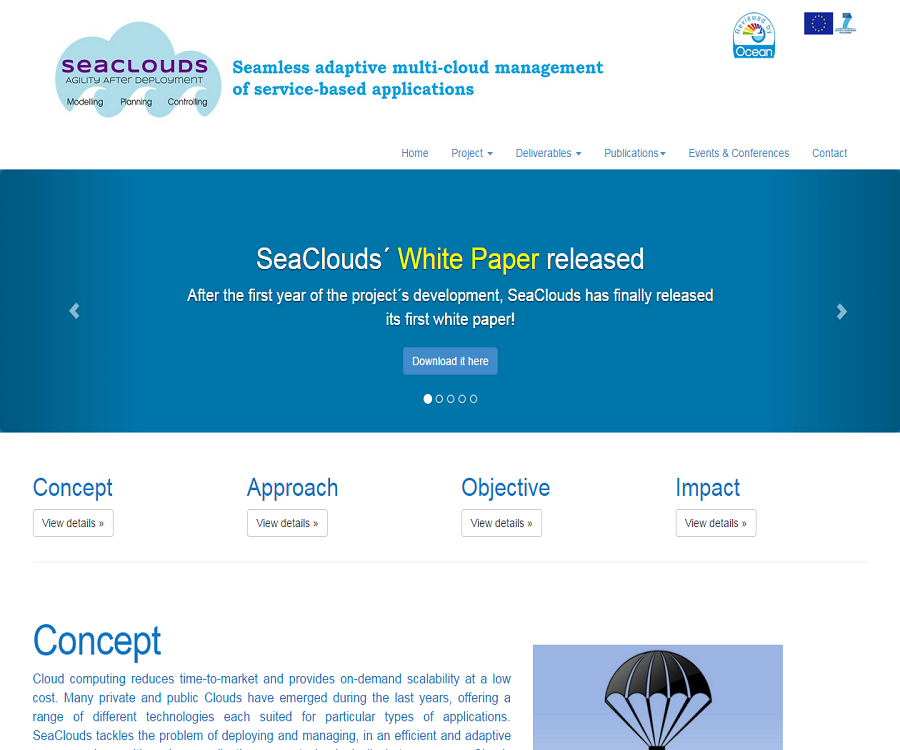 seaclouds
AGILITY AFTER DEPLOYMENT
Modelling Planning Controlling
Seamless adaptive multi-cloud management
of service-based applications
Reviewed by
Ocean
7
Home Project Deliverables Publications Events & Conferences Contact
SeaClouds´ White Paper released
After the first year of the project´s development, SeaClouds has finally released
its first white paper!
Download it here
Concept Approach Objective Impact
View details » View details » View details » View details »
Concept
Cloud computing reduces time-to-market and provides on-demand scalability at a low
cost. Many private and public Clouds have emerged during the last years, offering a
range of different technologies each suited for particular types of applications.
SeaClouds tackles the problem of deploying and managing, in an efficient and adaptive